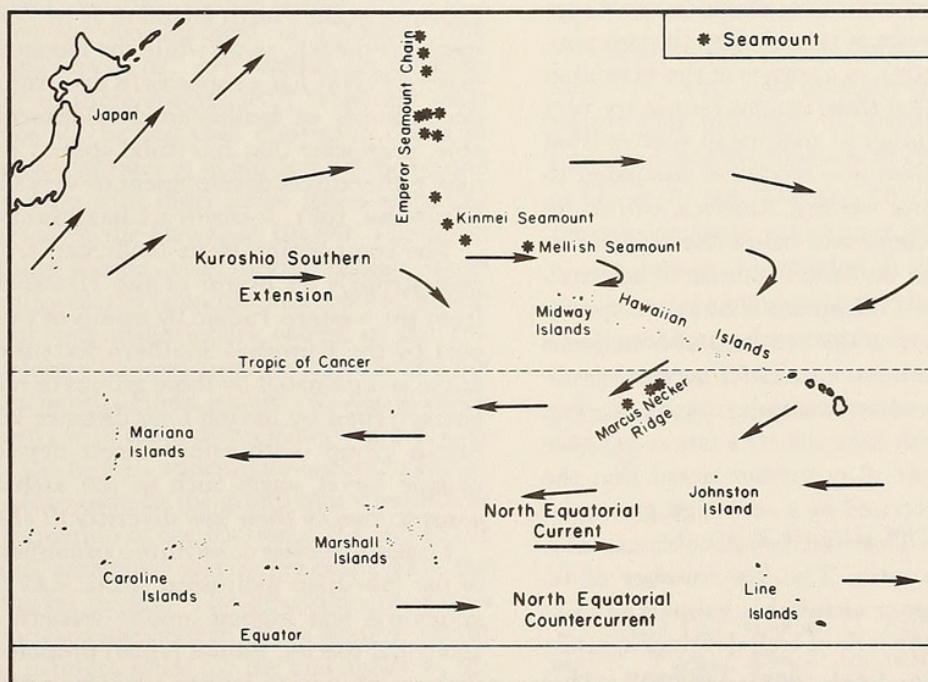 Seamount
Japan
Emperor Seamount Chain
Kinmei Seamount
Mellish Seamount
Kuroshio Southern
Extension
Midway
Islands
Hawaiian Islands
Tropic of Cancer
Marcus Necker
Ridge
Mariana
Islands
Johnston
Island
North Equatorial
Current
Marshall
Islands
Caroline
Islands
North Equatorial
Countercurrent
Line
Islands
Equator